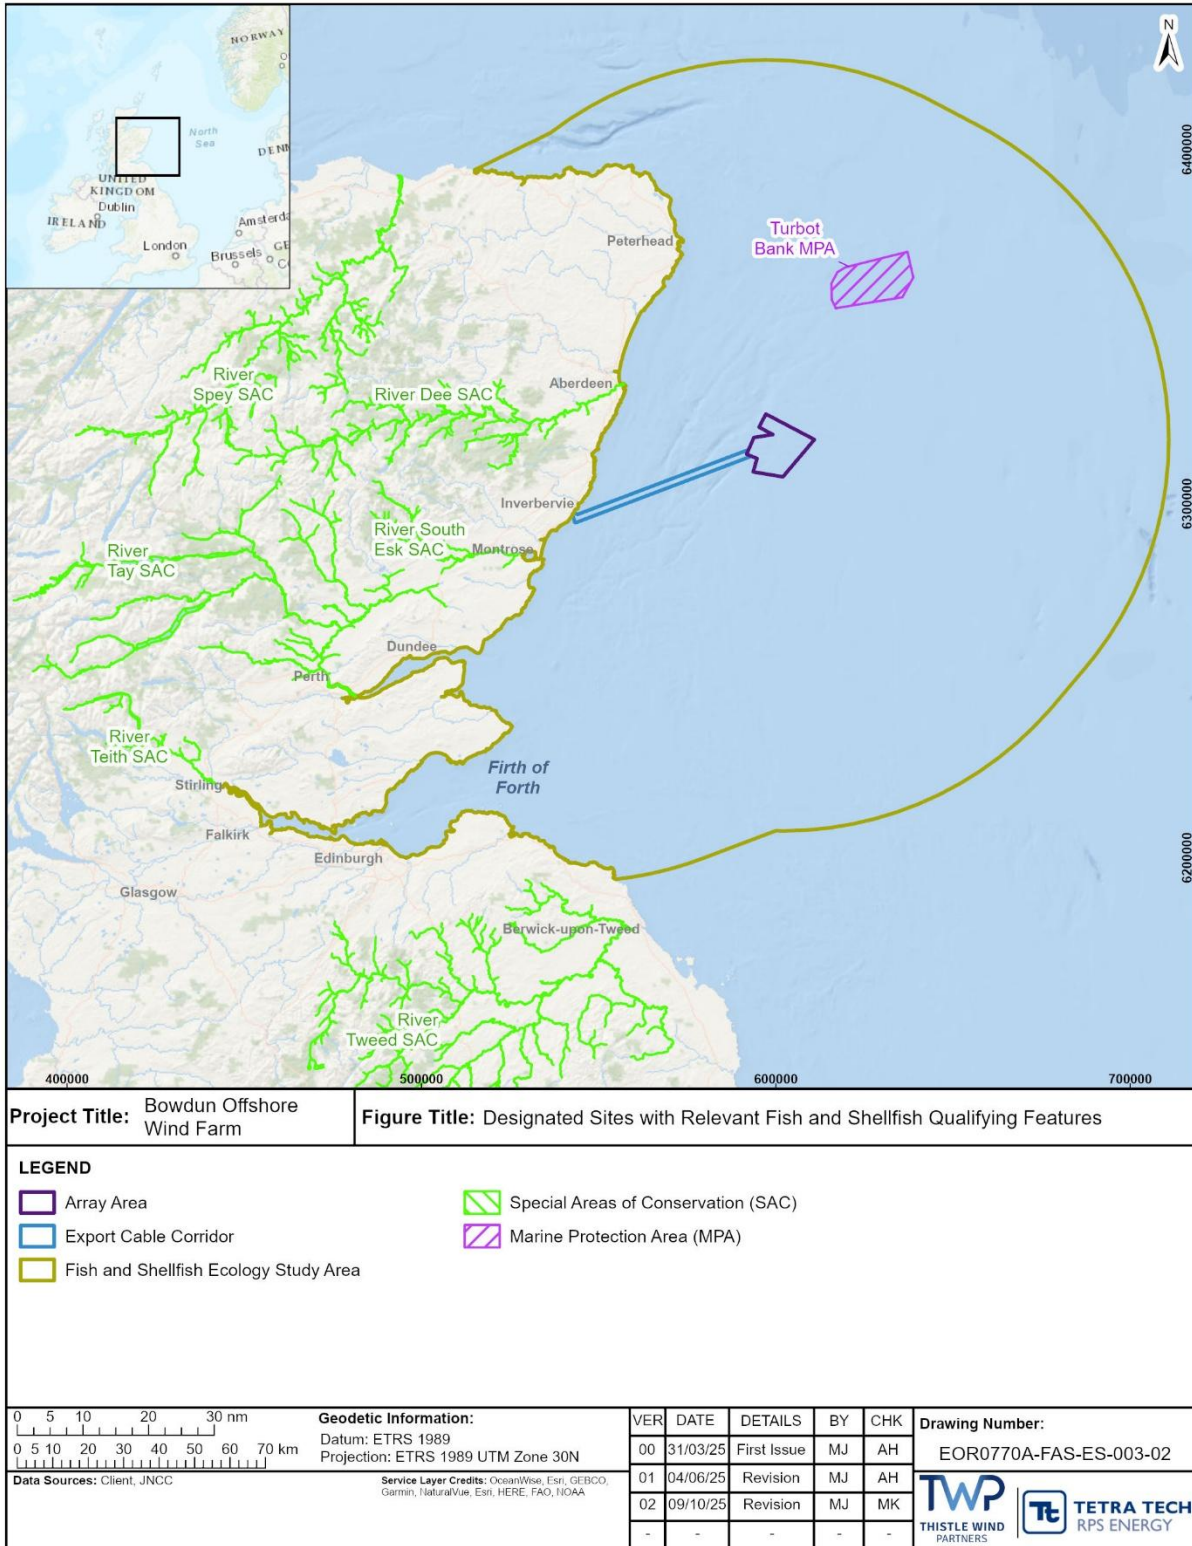 NORWAY
North
Sea
DENM
UNITED
KINGDOM
Dublin
IRELAND
Amsterda
London
Brussels
GE
N
6400000
Turbot
Bank MPA
Peterhead
River
Spey SAC
River Dee SAC
Aberdeen
Inverbervie
6300000
River South
Esk SAC
Montrose
River
Tay SAC
Dundee
Perth
River
Teith SAC
Stirling
Firth of
Forth
Falkirk
Edinburgh
6200000
Glasgow
Berwick-upon-Tweed
River
Tweed SAC
400000 500000 600000 700000
Project Title: Bowdun Offshore
Wind Farm
Figure Title: Designated Sites with Relevant Fish and Shellfish Qualifying Features
LEGEND
Array Area
Export Cable Corridor
Fish and Shellfish Ecology Study Area
Special Areas of Conservation (SAC)
Marine Protection Area (MPA)
0 5 10 20 30 nm
0 5 10 20 30 40 50 60 70 km
Geodetic Information:
Datum: ETRS 1989
Projection: ETRS 1989 UTM Zone 30N
Data Sources: Client, JNCC
Service Layer Credits: OceanWise, Esri, GEBCO,
Garmin, NaturalVue, Esri, HERE, FAO, NOAA
VER DATE DETAILS BY CHK
00 31/03/25 First Issue MJ AH
01 04/06/25 Revision MJ AH
02 09/10/25 Revision MJ MK
- - - - -
Drawing Number:
EOR0770A-FAS-ES-003-02
TWP
THISTLE WIND
PARTNERS
Tt
TETRA TECH
RPS ENERGY